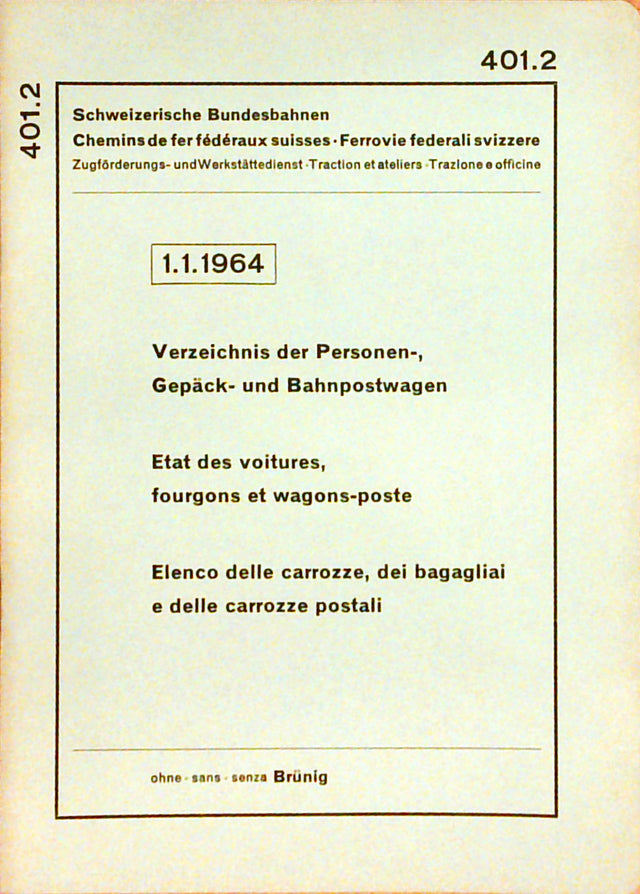 401.2
401.2
Schweizerische Bundesbahnen
Chemins de fer fédéraux suisses · Ferrovie federali svizzere
Zugförderungs- und Werkstättedienst · Traction et ateliers · Trazione e officine
1.1.1964
Verzeichnis der Personen-,
Gepäck- und Bahnpostwagen
Etat des voitures,
fourgons et wagons-poste
Elenco delle carrozze, dei bagagliai
e delle carrozze postali
ohne · sans · senza Brünig